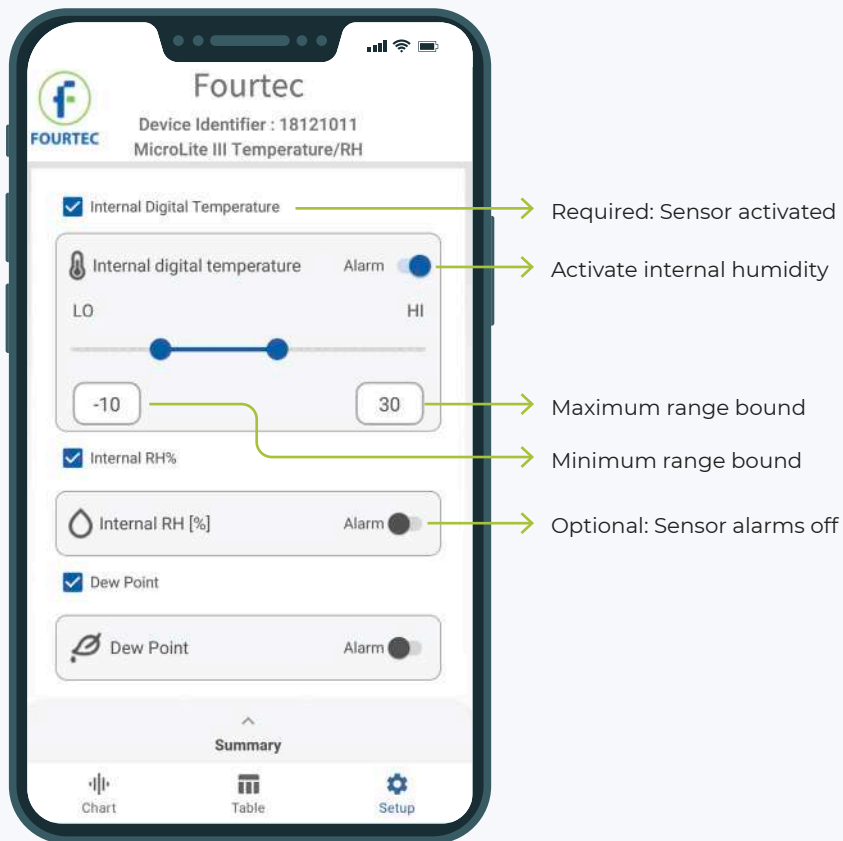 Fourtec
FOURTEC
Device Identifier : 18121011
MicroLite III Temperature/RH
Internal Digital Temperature
Required: Sensor activated
Internal digital temperature
Alarm
Activate internal humidity
LO
HI
-10
30
Maximum range bound
Internal RH%
Minimum range bound
Internal RH [%]
Alarm
Optional: Sensor alarms off
Dew Point
Dew Point
Alarm
Summary
Chart
Table
Setup